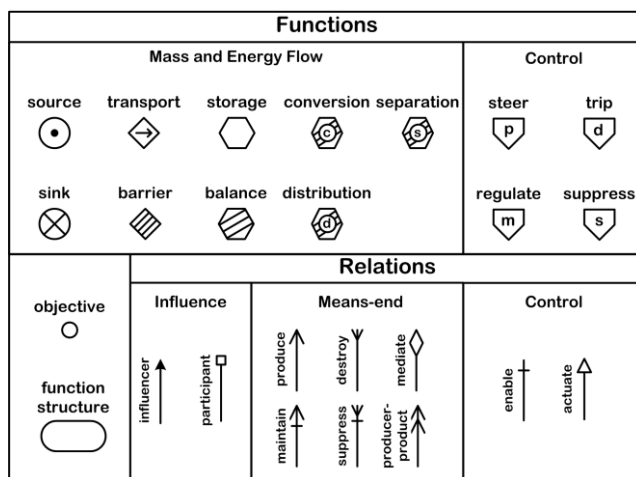 Functions
Mass and Energy Flow
Control
source transport storage conversion separation
c
s
steer trip
p
d
sink barrier balance distribution
d
regulate suppress
m
s
Relations
objective
function
structure
Influence
influencer
participant
Means-end
produce
destroy
mediate
maintain
suppress
producer-
product
Control
enable
actuate